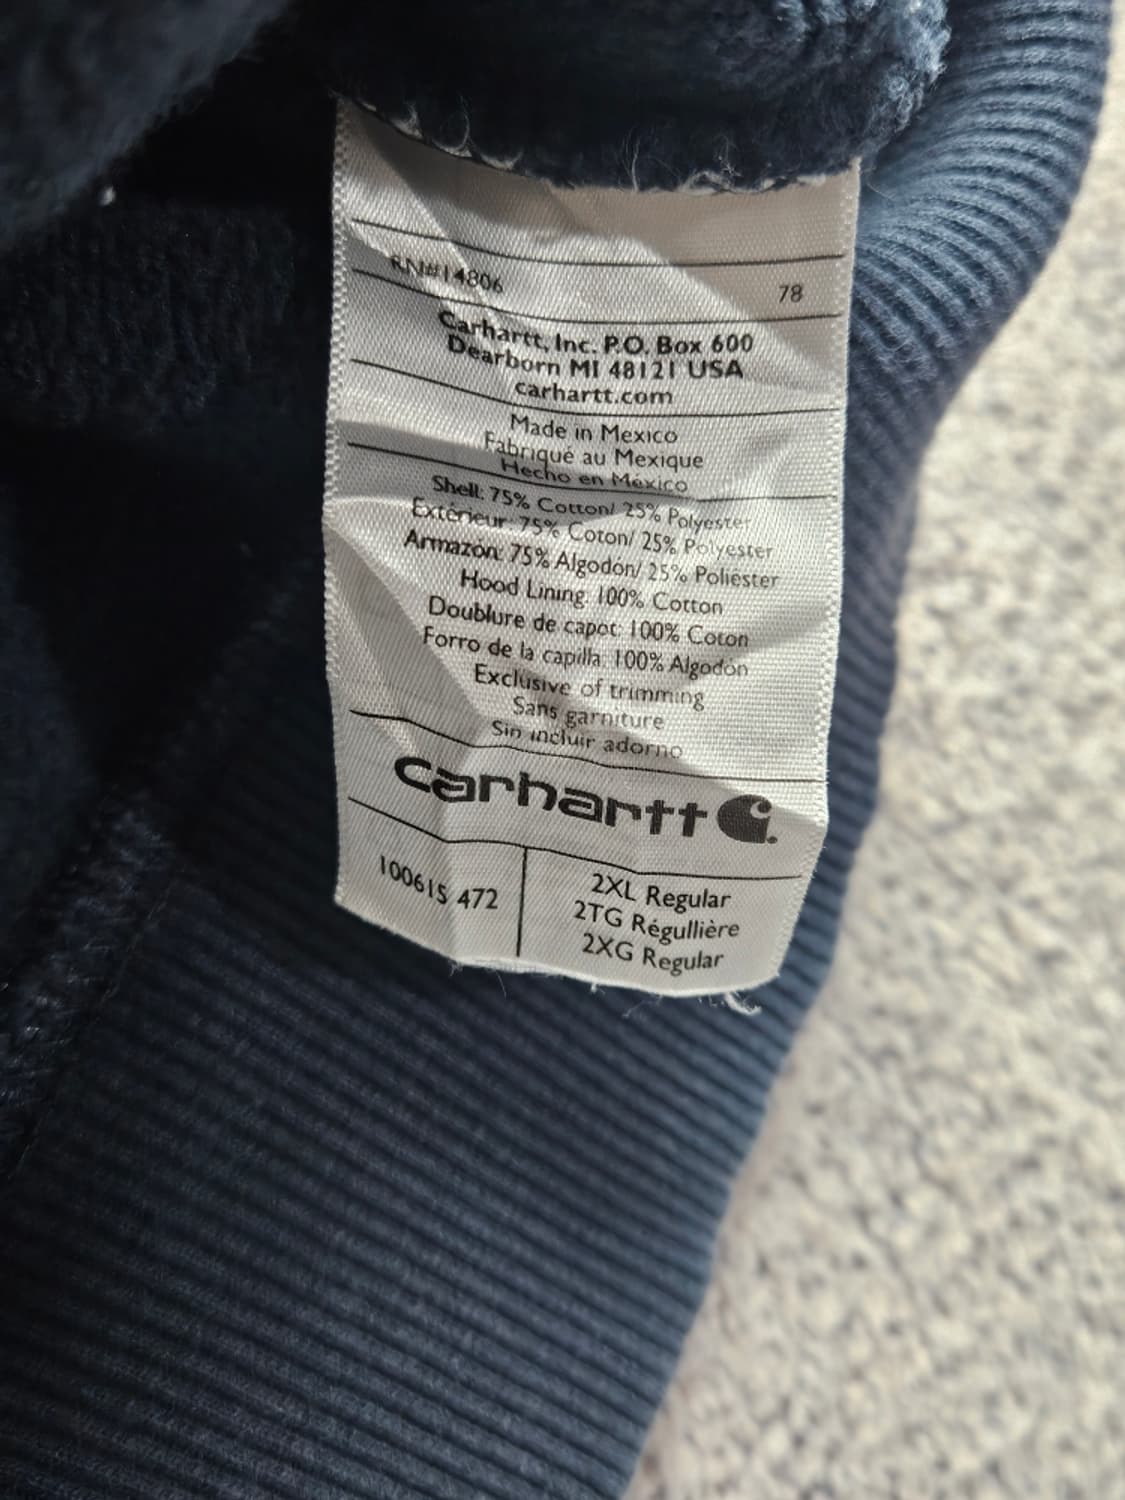 RN#14806 78
Carhartt, Inc. P.O. Box 600
Dearborn MI 48121 USA
carhartt.com
Made in Mexico
Fabriqué au Mexique
Hecho en México
Shell: 75% Cotton/ 25% Polyester
Extérieur: 75% Coton/ 25% Polyester
Armazón: 75% Algodón/ 25% Poliéster
Hood Lining: 100% Cotton
Doublure de capot: 100% Coton
Forro de la capilla: 100% Algodón
Exclusive of trimming
Sans garniture
Sin incluir adorno
carhartt
100615 472
2XL Regular
2TG Régullière
2XG Regular